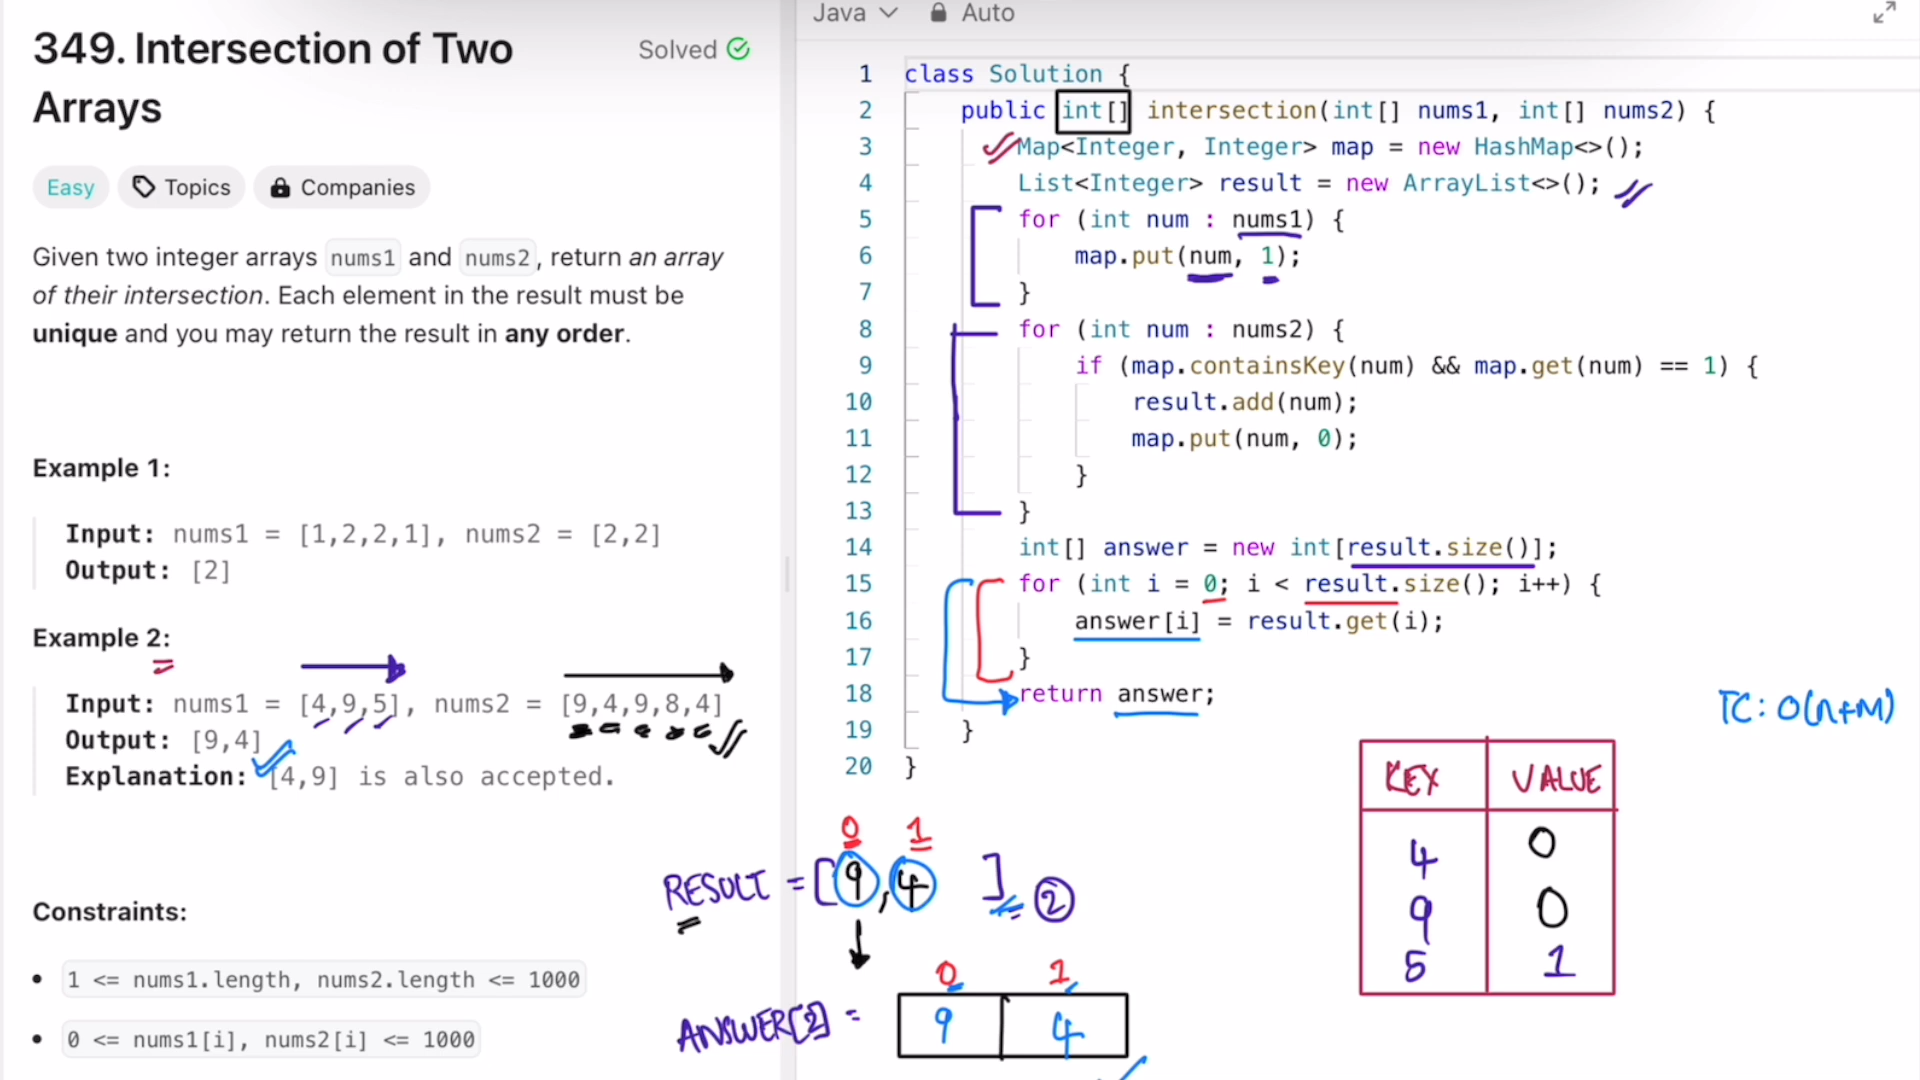 349. Intersection of Two
Arrays
Solved
Easy
Topics
Companies
Given two integer arrays nums1 and nums2, return an array
of their intersection. Each element in the result must be
unique and you may return the result in any order.
Example 1:
Input: nums1 = [1,2,2,1], nums2 = [2,2]
Output: [2]
Example 2:
Input: nums1 = [4,9,5], nums2 = [9,4,9,8,4]
Output: [9,4]
Explanation: [4,9] is also accepted.
Constraints:
1 <= nums1.length, nums2.length <= 1000
0 <= nums1[i], nums2[i] <= 1000
Java
Auto
1 class Solution {
2 public int[] intersection(int[] nums1, int[] nums2) {
3 Map<Integer, Integer> map = new HashMap<>();
4 List<Integer> result = new ArrayList<>();
5 for (int num : nums1) {
6 map.put(num, 1);
7 }
8 for (int num : nums2) {
9 if (map.containsKey(num) && map.get(num) == 1) {
10 result.add(num);
11 map.put(num, 0);
12 }
13 }
14 int[] answer = new int[result.size()];
15 for (int i = 0; i < result.size(); i++) {
16 answer[i] = result.get(i);
17 }
18 return answer;
19 }
20 }
TC: O(n+M)
KEY VALUE
4 0
9 0
5 1
0 1
RESULT = [9,4 ] 2
0 1
ANSWER[2] =
9 4